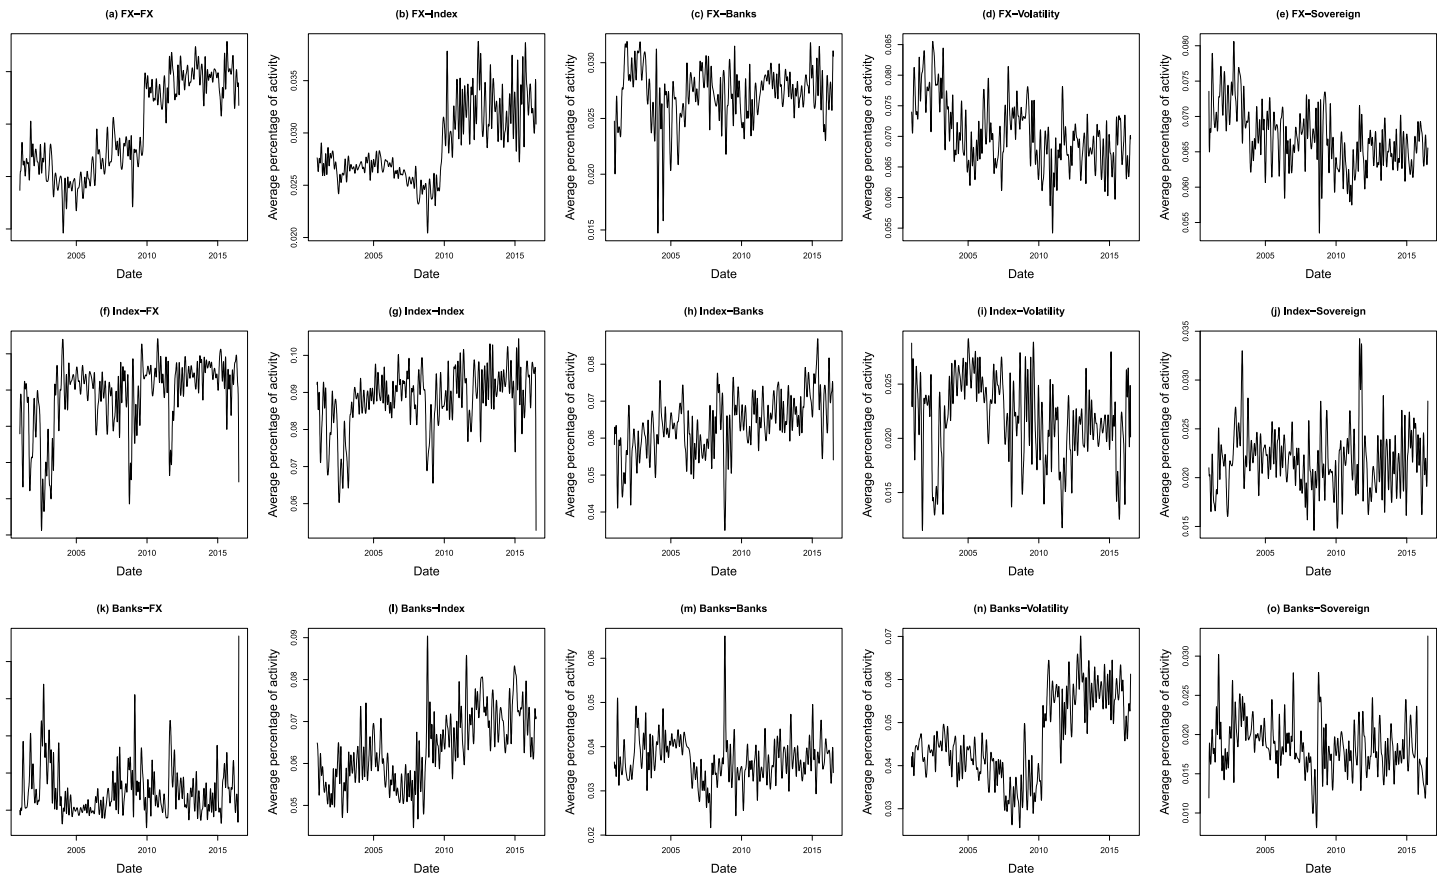 (a) FX−FX
(b) FX−Index
(c) FX−Banks
(d) FX−Volatility
(e) FX−Sovereign
Average percentage of activity
0.020 0.025 0.030 0.035
Average percentage of activity
0.015 0.020 0.025 0.030
Average percentage of activity
0.055 0.060 0.065 0.070 0.075 0.080 0.085
Average percentage of activity
0.055 0.060 0.065 0.070 0.075 0.080
2005 2010 2015
2005 2010 2015
2005 2010 2015
2005 2010 2015
2005 2010 2015
Date
Date
Date
Date
Date
(f) Index−FX
(g) Index−Index
(h) Index−Banks
(i) Index−Volatility
(j) Index−Sovereign
Average percentage of activity
0.06 0.07 0.08 0.09 0.10
Average percentage of activity
0.04 0.05 0.06 0.07 0.08
Average percentage of activity
0.015 0.020 0.025
Average percentage of activity
0.015 0.020 0.025 0.030 0.035
2005 2010 2015
2005 2010 2015
2005 2010 2015
2005 2010 2015
2005 2010 2015
Date
Date
Date
Date
Date
(k) Banks−FX
(l) Banks−Index
(m) Banks−Banks
(n) Banks−Volatility
(o) Banks−Sovereign
Average percentage of activity
0.05 0.06 0.07 0.08 0.09
Average percentage of activity
0.02 0.03 0.04 0.05 0.06
Average percentage of activity
0.03 0.04 0.05 0.06 0.07
Average percentage of activity
0.010 0.015 0.020 0.025 0.030
2005 2010 2015
2005 2010 2015
2005 2010 2015
2005 2010 2015
2005 2010 2015
Date
Date
Date
Date
Date